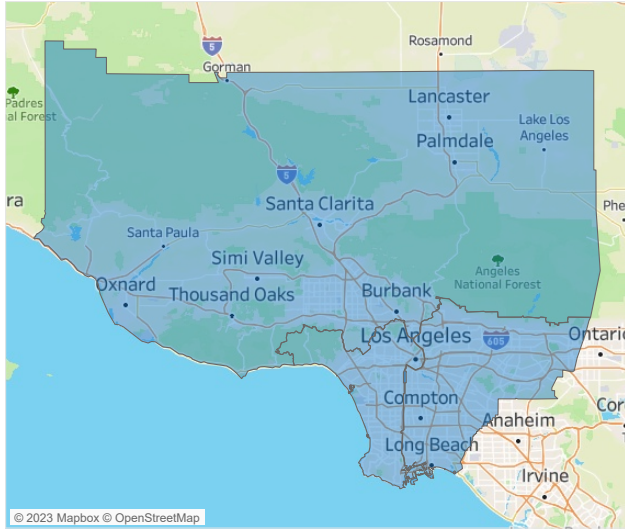 5
Rosamond
Gorman
Padres
al Forest
Lancaster
Lake Los
Angeles
Palmdale
5
ra
Santa Clarita
Phe
Santa Paula
Simi Valley
Angeles
National Forest
Oxnard
Thousand Oaks
Burbank
Los Angeles
605
Ontario
Compton
Cor
Anaheim
Long Beach
Irvine
© 2023 Mapbox © OpenStreetMap